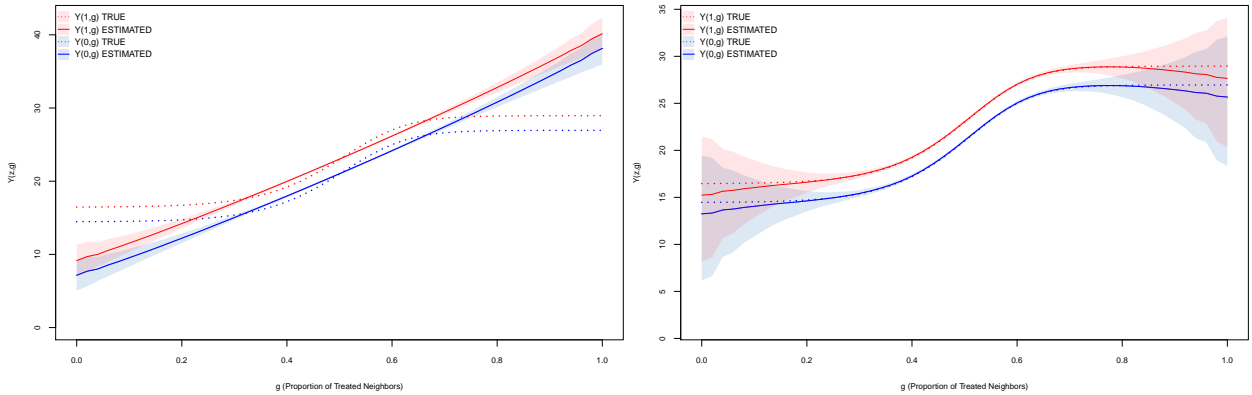 Y(1,g) TRUE
Y(1,g) ESTIMATED
Y(0,g) TRUE
Y(0,g) ESTIMATED
Y(z,g)
40
30
20
10
0
0.0 0.2 0.4 0.6 0.8 1.0
g (Proportion of Treated Neighbors)
Y(1,g) TRUE
Y(1,g) ESTIMATED
Y(0,g) TRUE
Y(0,g) ESTIMATED
Y(z,g)
35
30
25
20
15
10
5
0
0.0 0.2 0.4 0.6 0.8 1.0
g (Proportion of Treated Neighbors)